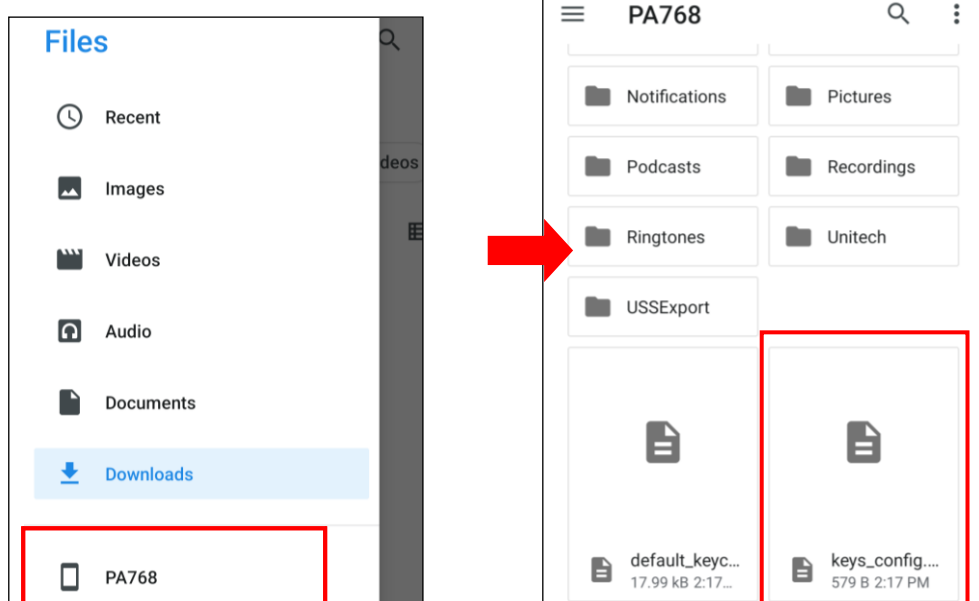 Files
Recent
Images
deos
Videos
Audio
Documents
Downloads
PA768
PA768
Notifications
Pictures
Podcasts
Recordings
Ringtones
Unitech
USSExport
default_keyc...
17.99 kB 2:17...
keys_config....
579 B 2:17 PM